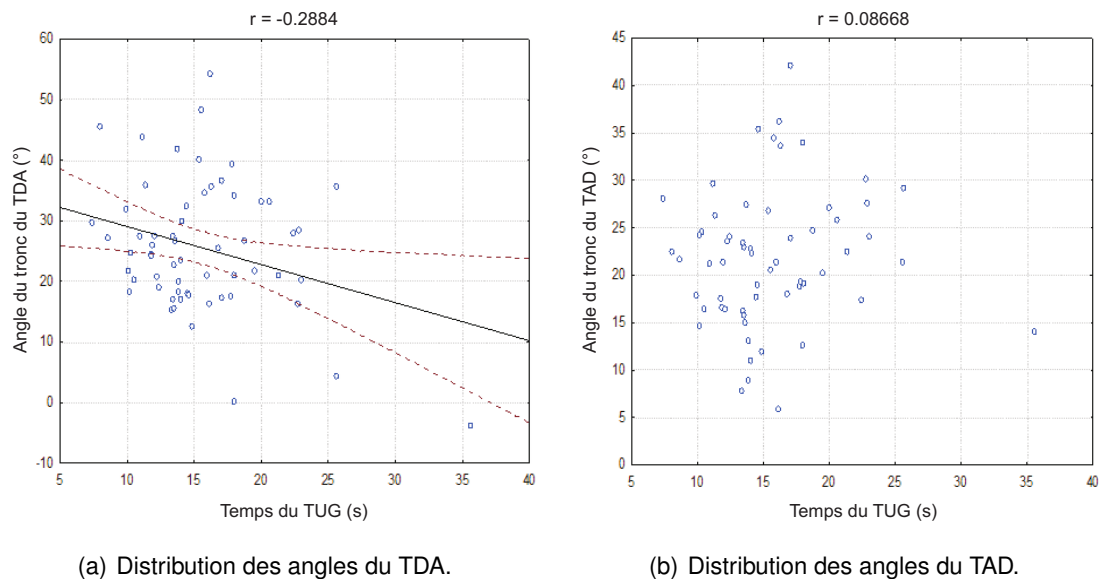 r = -0.2884
60
50
40
30
20
10
0
-10
Angle du tronc du TDA (°)
5 10 15 20 25 30 35 40
Temps du TUG (s)
(a) Distribution des angles du TDA.
r = 0.08668
45
40
35
30
25
20
15
10
5
0
Angle du tronc du TAD (°)
5 10 15 20 25 30 35 40
Temps du TUG (s)
(b) Distribution des angles du TAD.